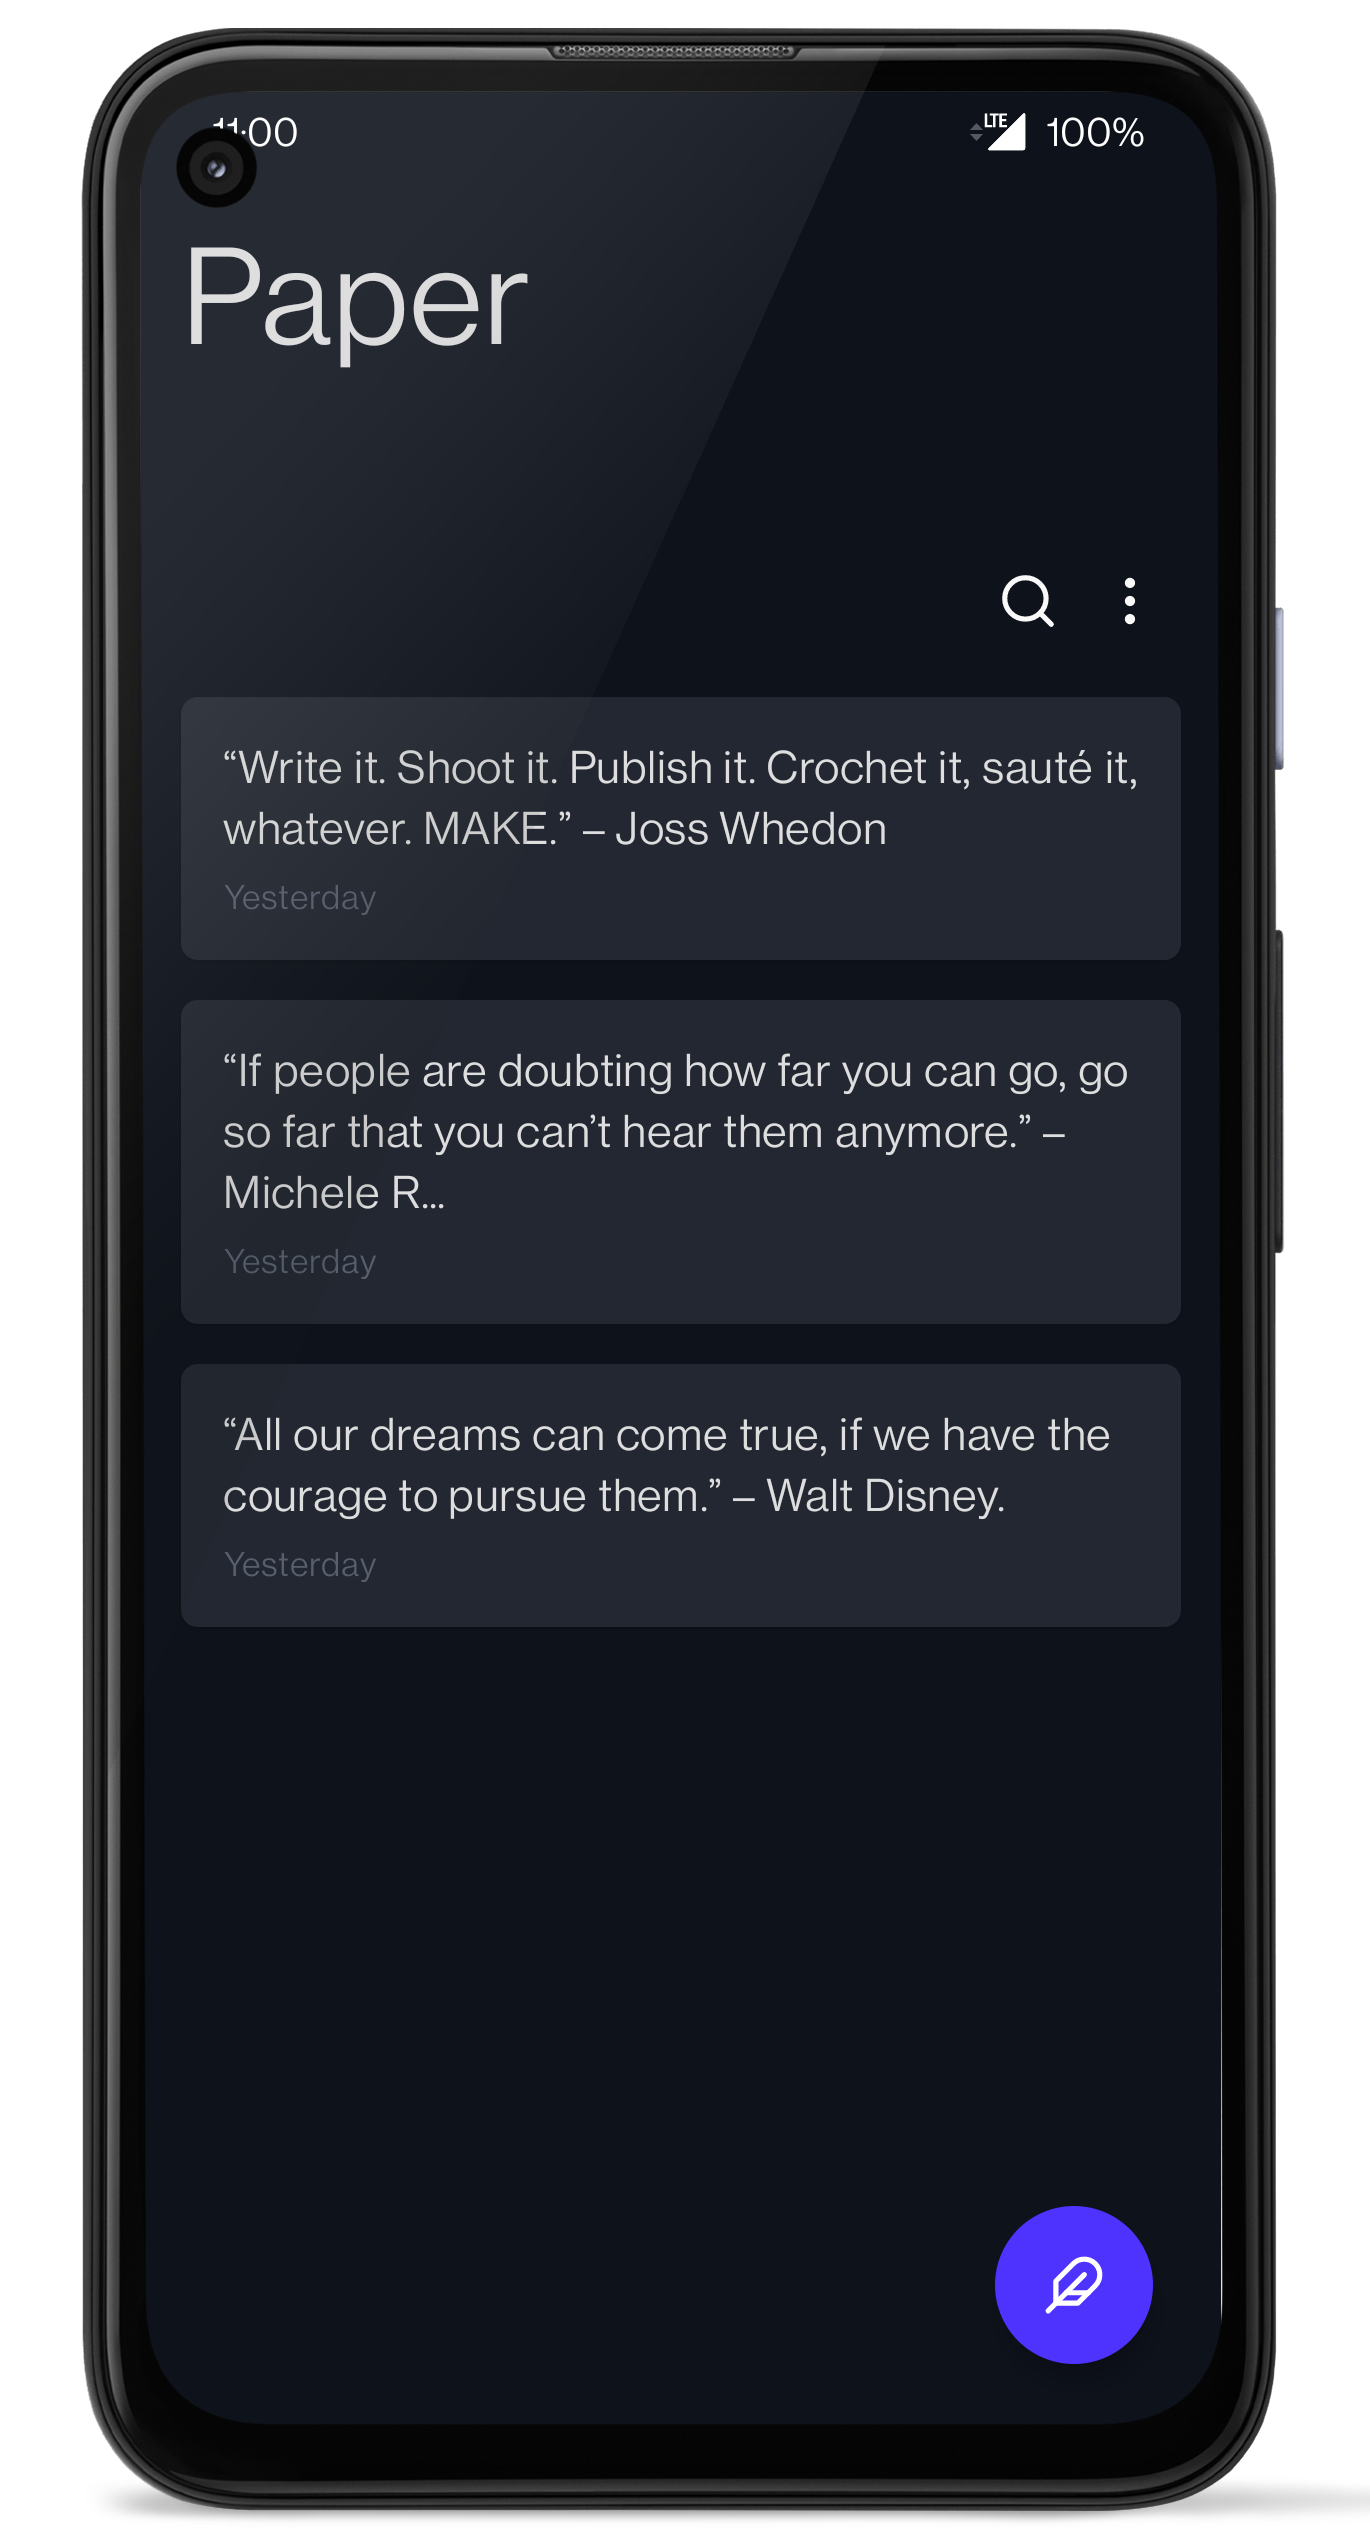 11:00 LTE 100%
Paper
“Write it. Shoot it. Publish it. Crochet it, sauté it,
whatever. MAKE.” – Joss Whedon
Yesterday
“If people are doubting how far you can go, go
so far that you can’t hear them anymore.” –
Michele R...
Yesterday
“All our dreams can come true, if we have the
courage to pursue them.” – Walt Disney.
Yesterday